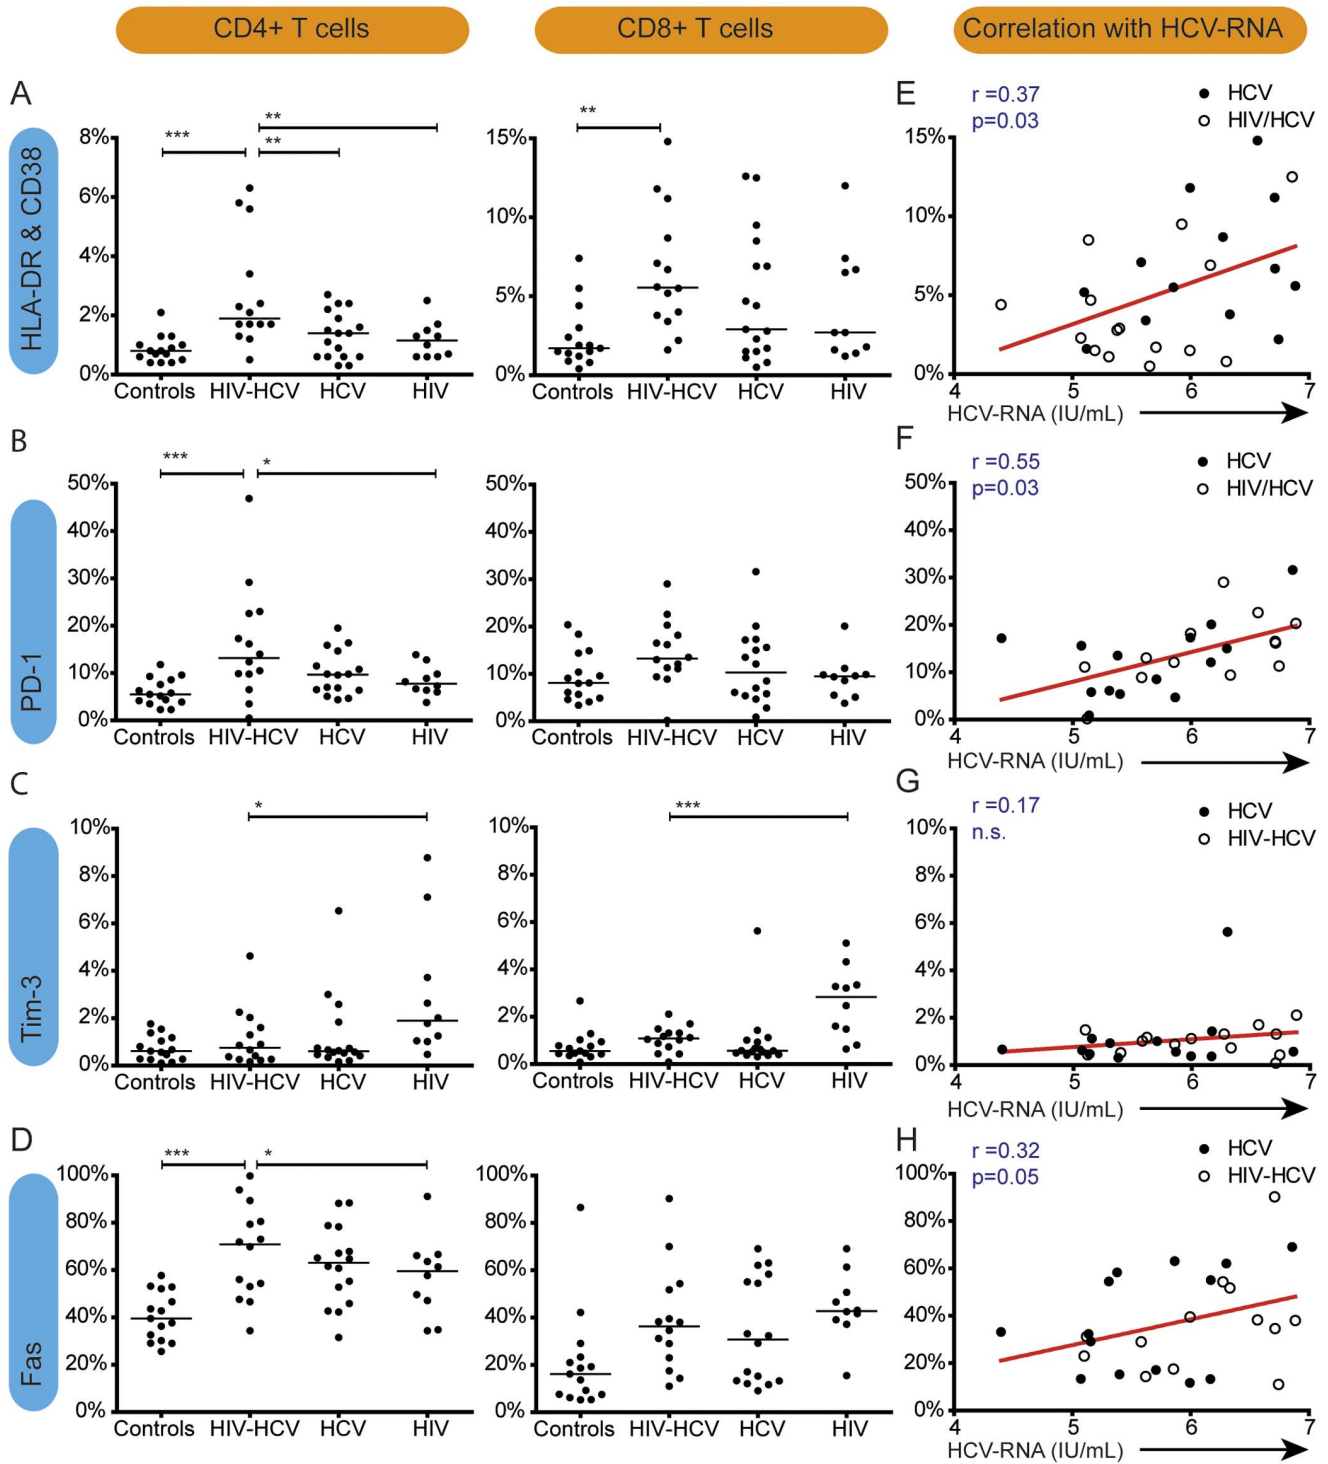 CD4+ T cells
CD8+ T cells
Correlation with HCV-RNA
A
HLA-DR & CD38
8%
6%
4%
2%
0%
***
**
**
Controls HIV-HCV HCV HIV
15%
10%
5%
0%
**
Controls HIV-HCV HCV HIV
E
r =0.37
p=0.03
HCV
HIV/HCV
15%
10%
5%
0%
4 5 6 7
HCV-RNA (IU/mL)
B
PD-1
50%
40%
30%
20%
10%
0%
***
*
Controls HIV-HCV HCV HIV
50%
40%
30%
20%
10%
0%
Controls HIV-HCV HCV HIV
F
r =0.55
p=0.03
HCV
HIV/HCV
50%
40%
30%
20%
10%
0%
4 5 6 7
HCV-RNA (IU/mL)
C
Tim-3
10%
8%
6%
4%
2%
0%
*
Controls HIV-HCV HCV HIV
10%
8%
6%
4%
2%
0%
***
Controls HIV-HCV HCV HIV
G
r =0.17
n.s.
HCV
HIV-HCV
10%
8%
6%
4%
2%
0%
4 5 6 7
HCV-RNA (IU/mL)
D
Fas
100%
80%
60%
40%
20%
0%
***
*
Controls HIV-HCV HCV HIV
100%
80%
60%
40%
20%
0%
Controls HIV-HCV HCV HIV
H
r =0.32
p=0.05
HCV
HIV-HCV
100%
80%
60%
40%
20%
0%
4 5 6 7
HCV-RNA (IU/mL)